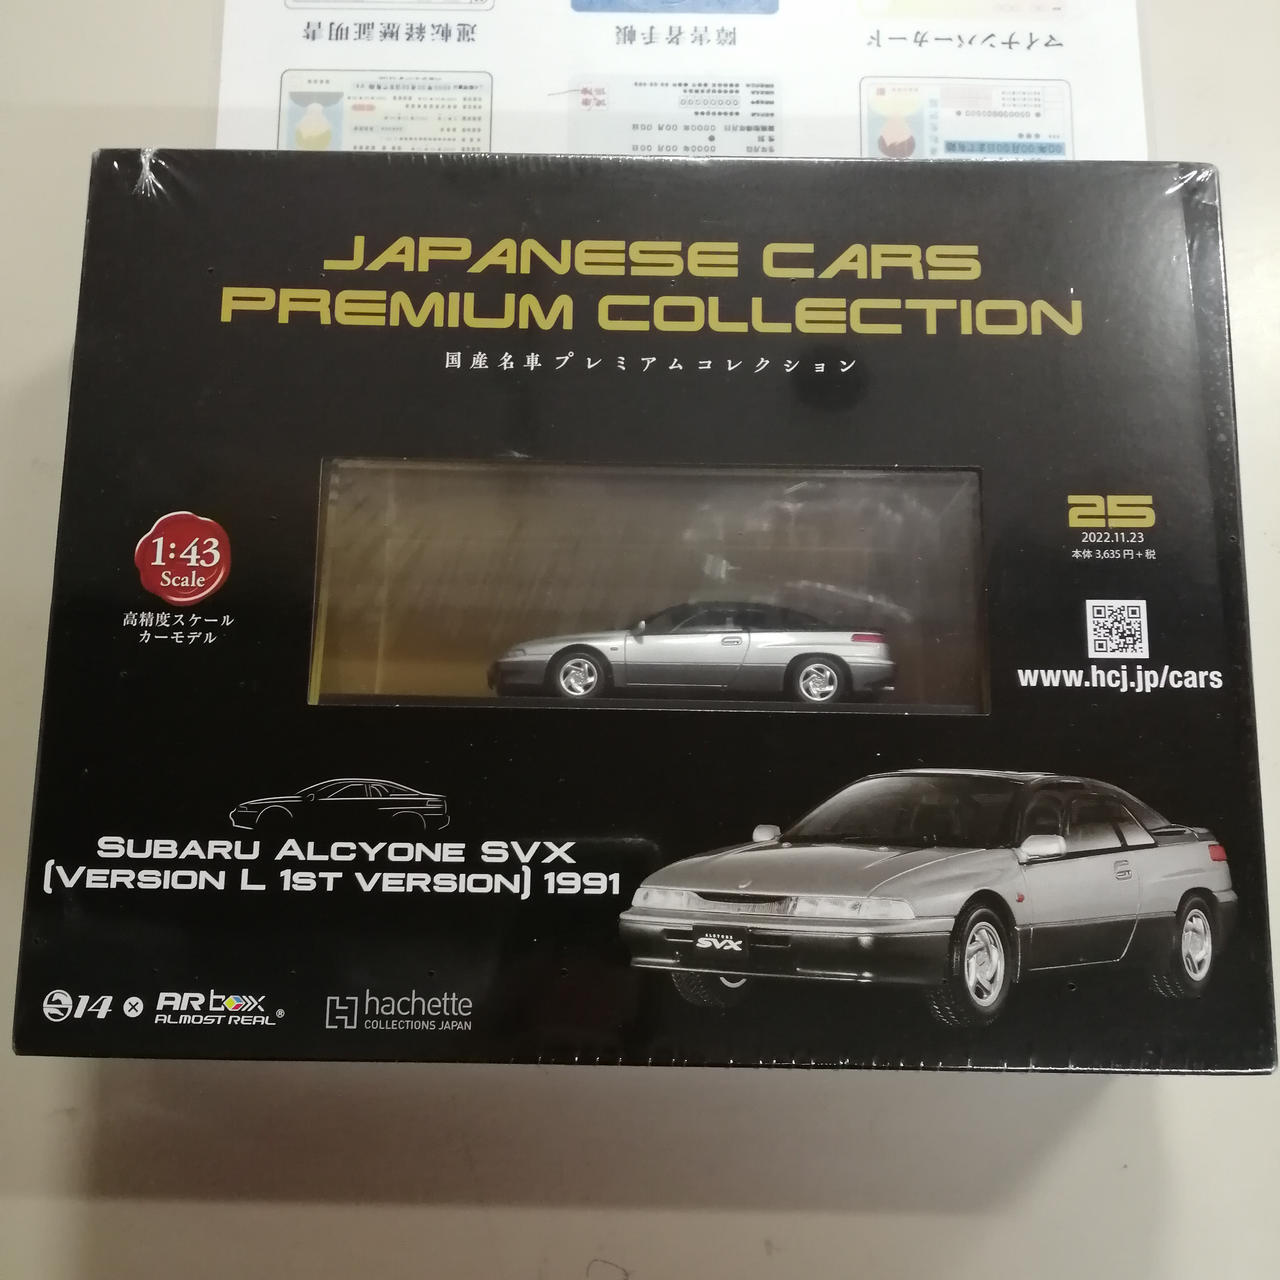 運転経歴証明書
障害者手帳
マイナンバーカード
JAPANESE CARS
PREMIUM COLLECTION
国産名車プレミアムコレクション
1:43
Scale
高精度スケール
カーモデル
25
2022.11.23
本体 3,635 円+税
www.hcj.jp/cars
SUBARU ALCYONE SVX
(VERSION L 1ST VERSION) 1991
ALCYONE
SVX
14 × ARbox
ALMOST REAL®
hachette
COLLECTIONS JAPAN